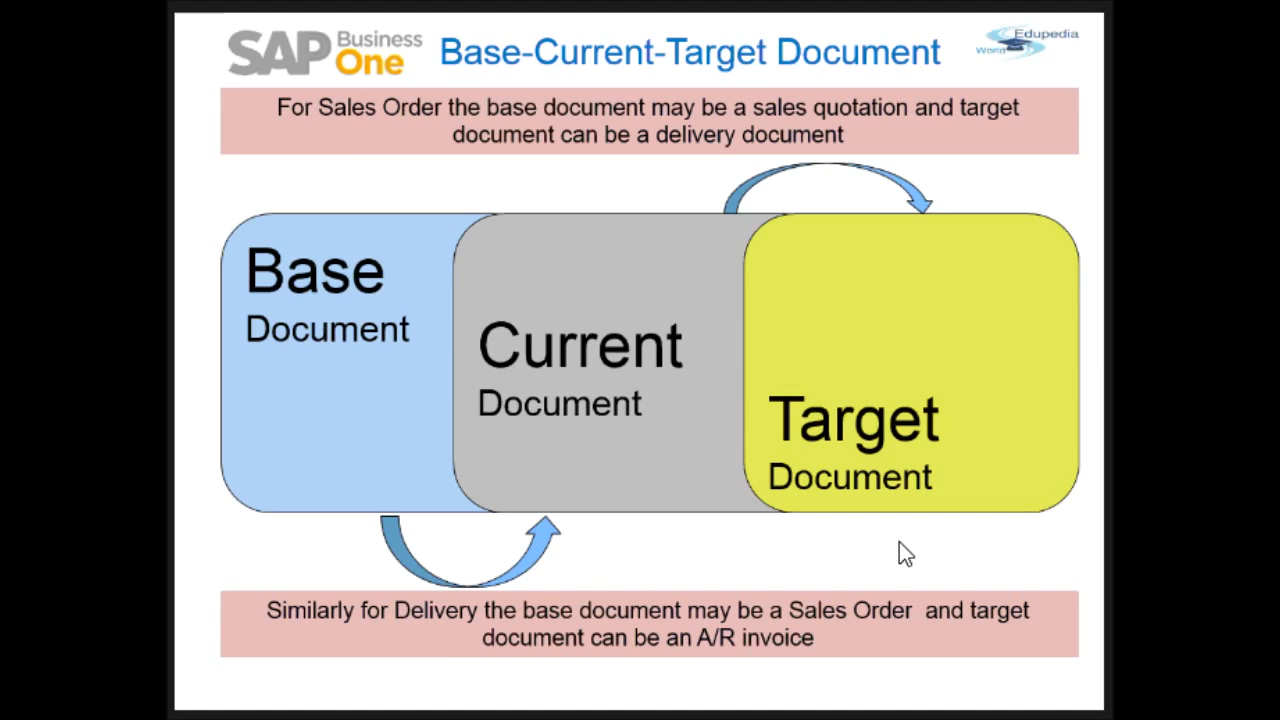 SAP Business One
Base-Current-Target Document
Edupedia
World
For Sales Order the base document may be a sales quotation and target
document can be a delivery document
Base
Document
Current
Document
Target
Document
Similarly for Delivery the base document may be a Sales Order and target
document can be an A/R invoice